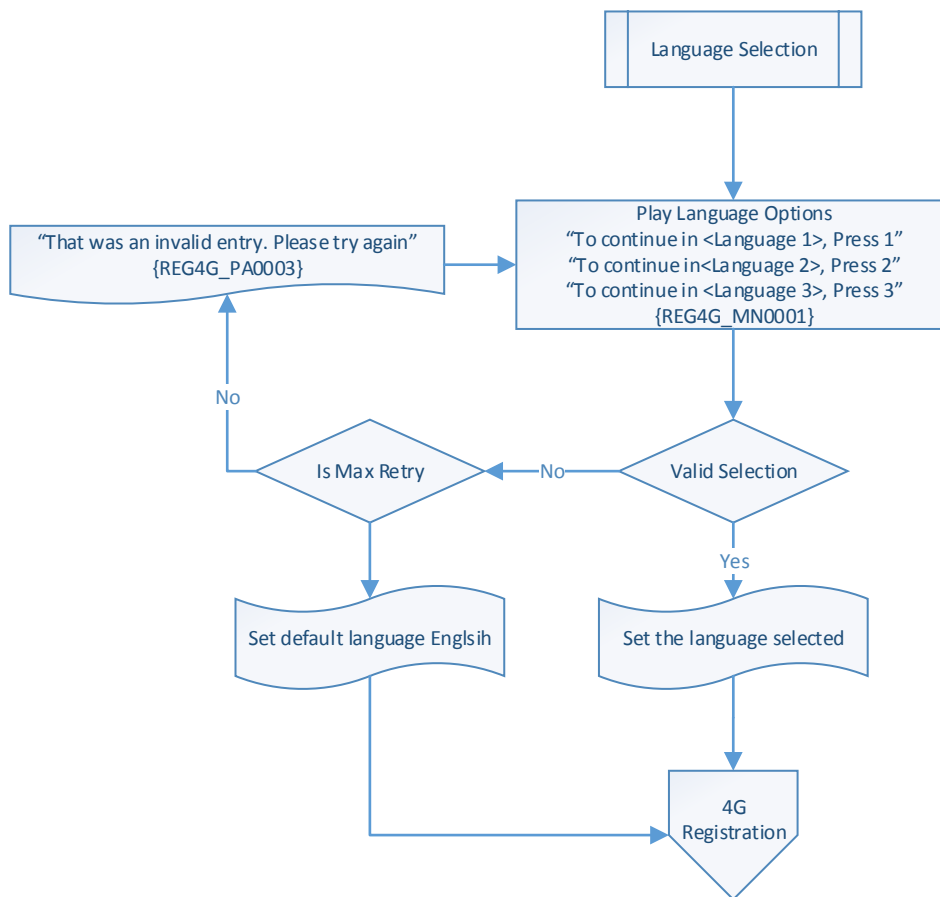 Language Selection
Play Language Options
“To continue in <Language 1>, Press 1”
“To continue in<Language 2>, Press 2”
“To continue in <Language 3>, Press 3”
{REG4G_MN0001}
“That was an invalid entry. Please try again”
{REG4G_PA0003}
No
Is Max Retry
No
Valid Selection
Yes
Set default language Englsih
Set the language selected
4G
Registration